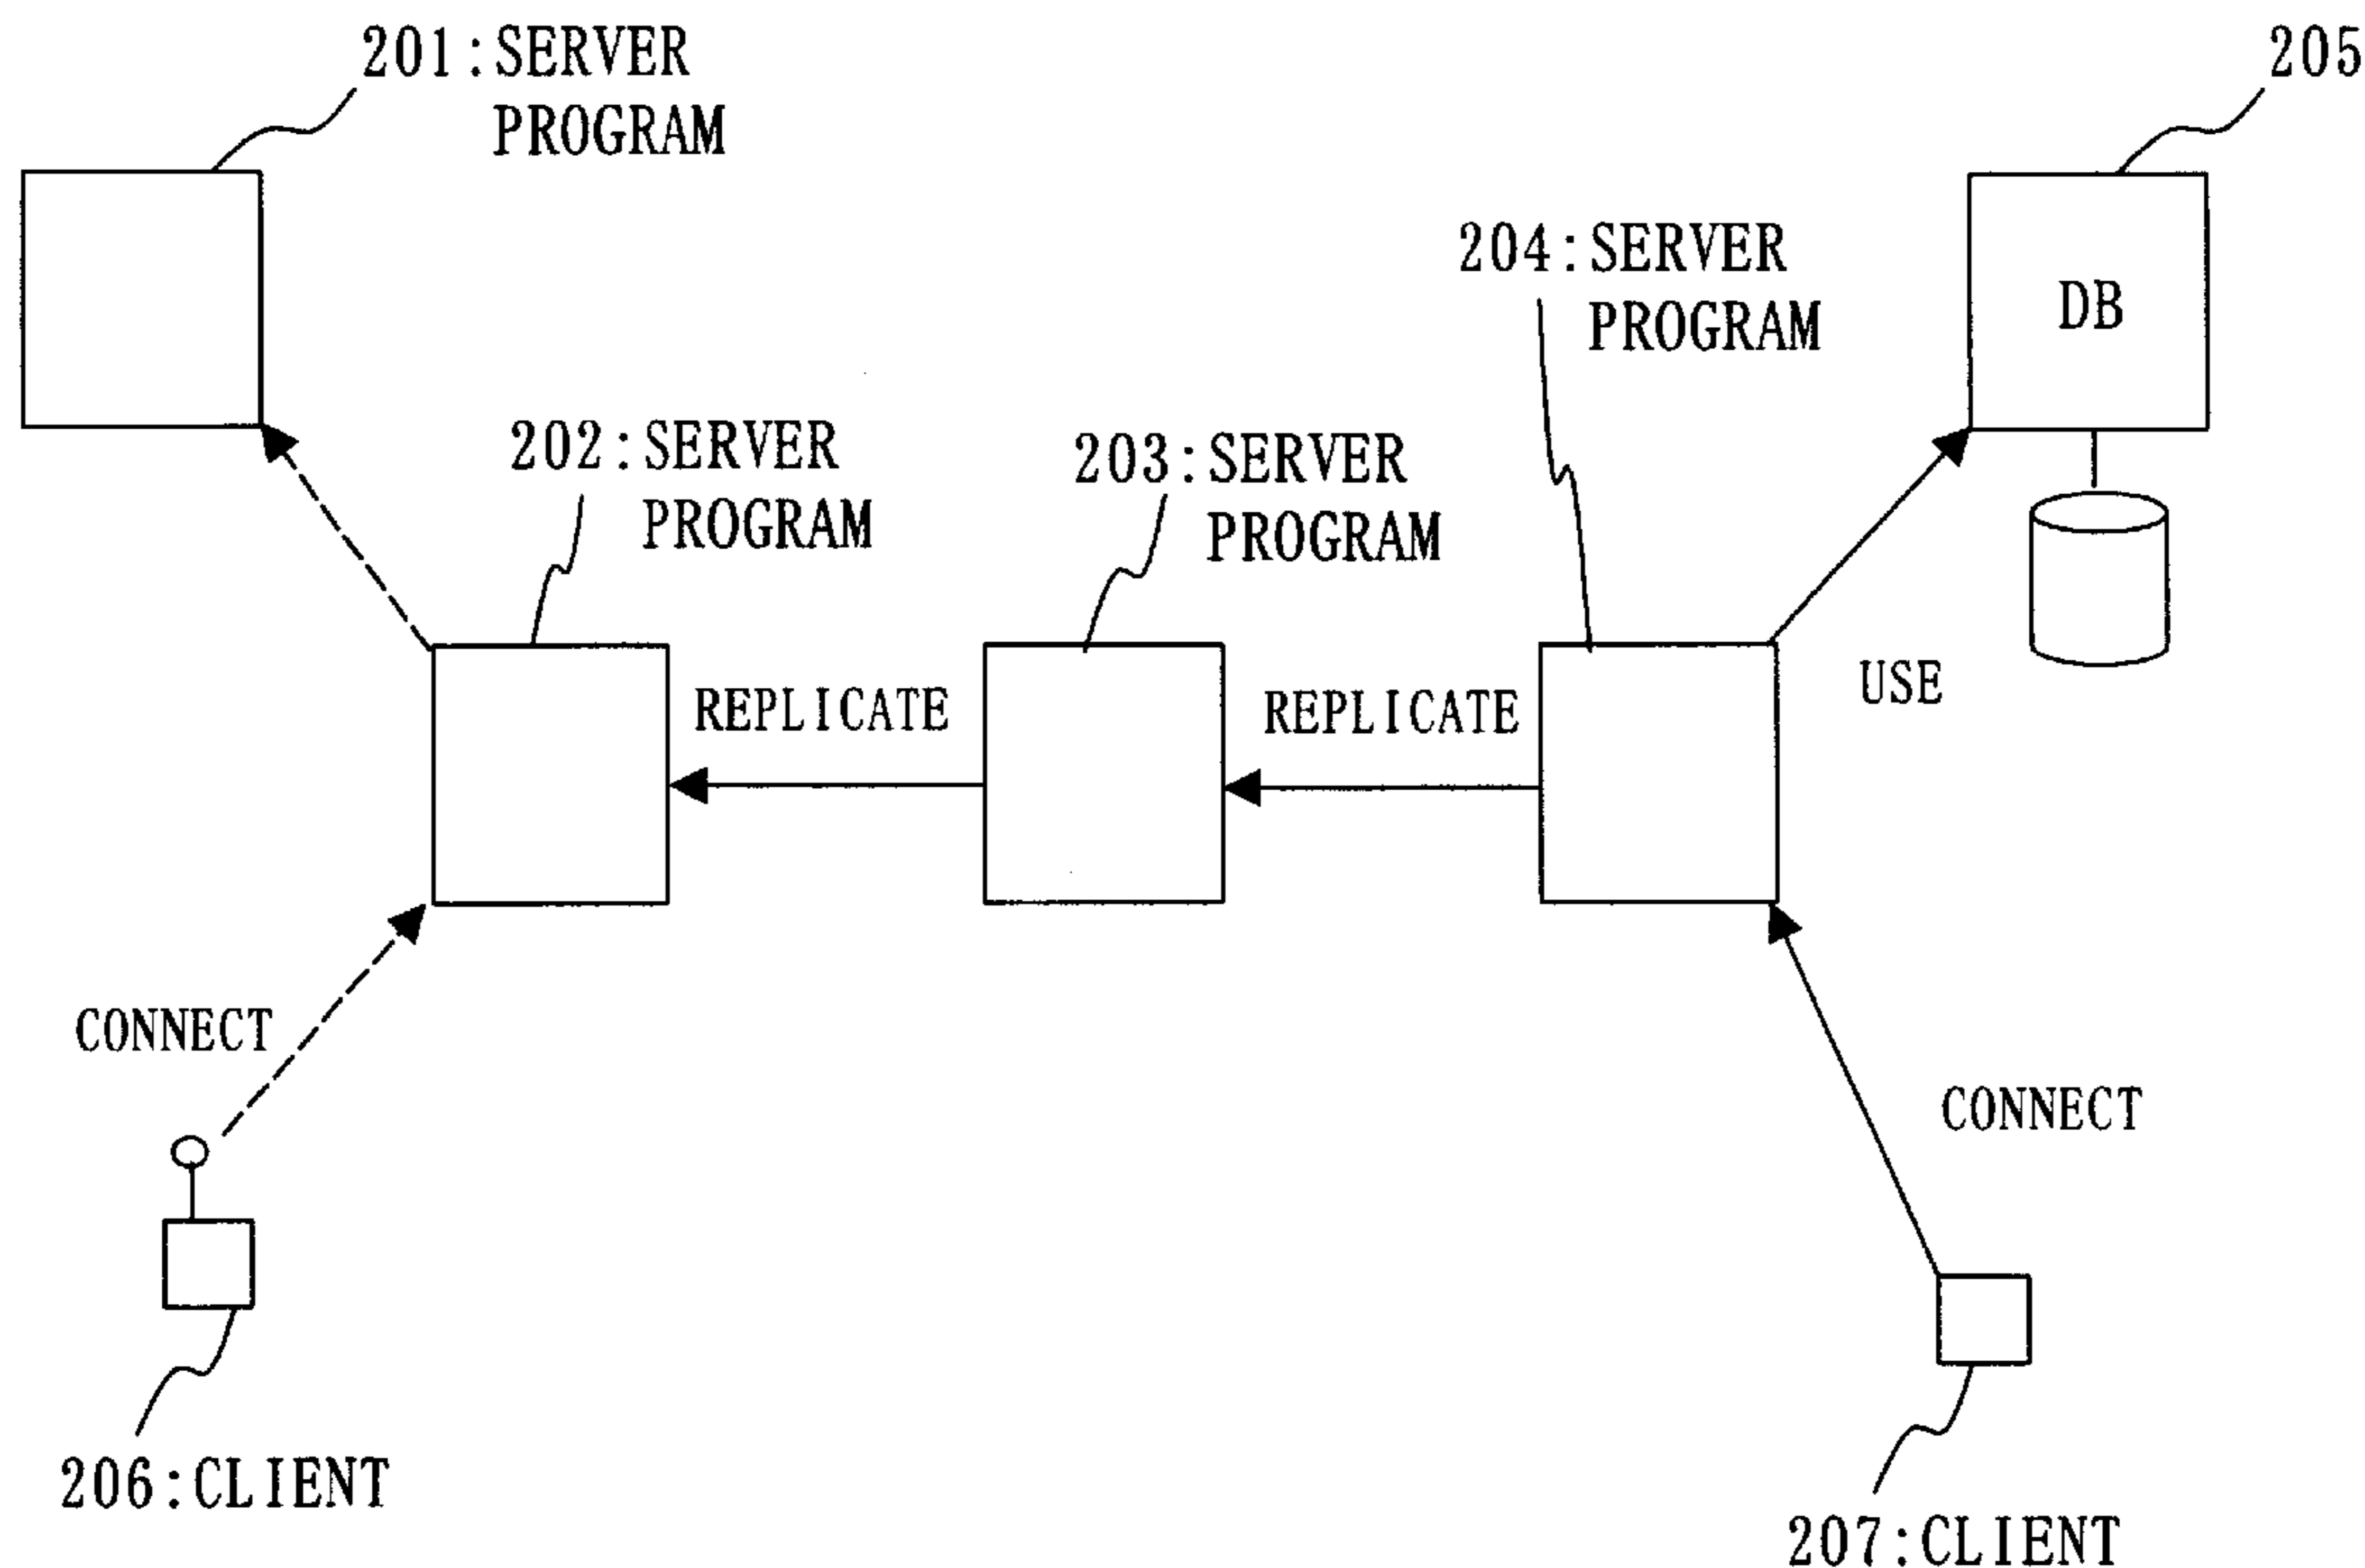 201:SERVER
PROGRAM
205
204:SERVER
PROGRAM
DB
202:SERVER
PROGRAM
203:SERVER
PROGRAM
REPLICATE
REPLICATE
USE
CONNECT
CONNECT
206:CLIENT
207:CLIENT